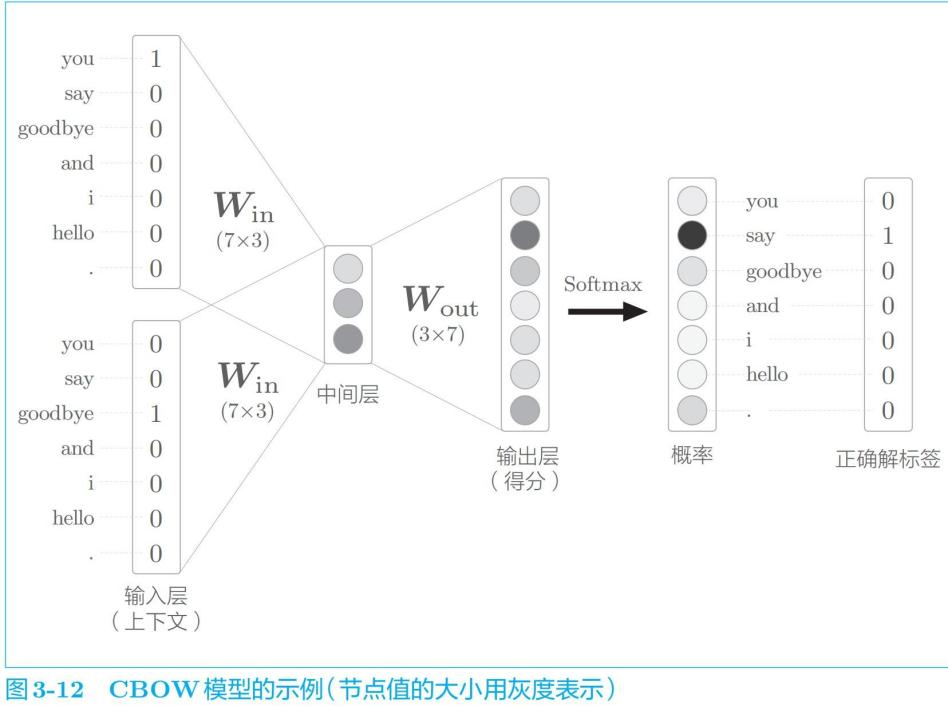 you 1
say 0
goodbye 0
and 0
i 0
hello 0
. 0
W_in
(7×3)
you 0
say 0
goodbye 1
and 0
i 0
hello 0
. 0
W_in
(7×3)
输入层
（上下文）
中间层
W_out
(3×7)
输出层
（得分）
Softmax
概率
you 0
say 1
goodbye 0
and 0
i 0
hello 0
. 0
正确解标签
图3-12 CBOW模型的示例（节点值的大小用灰度表示）